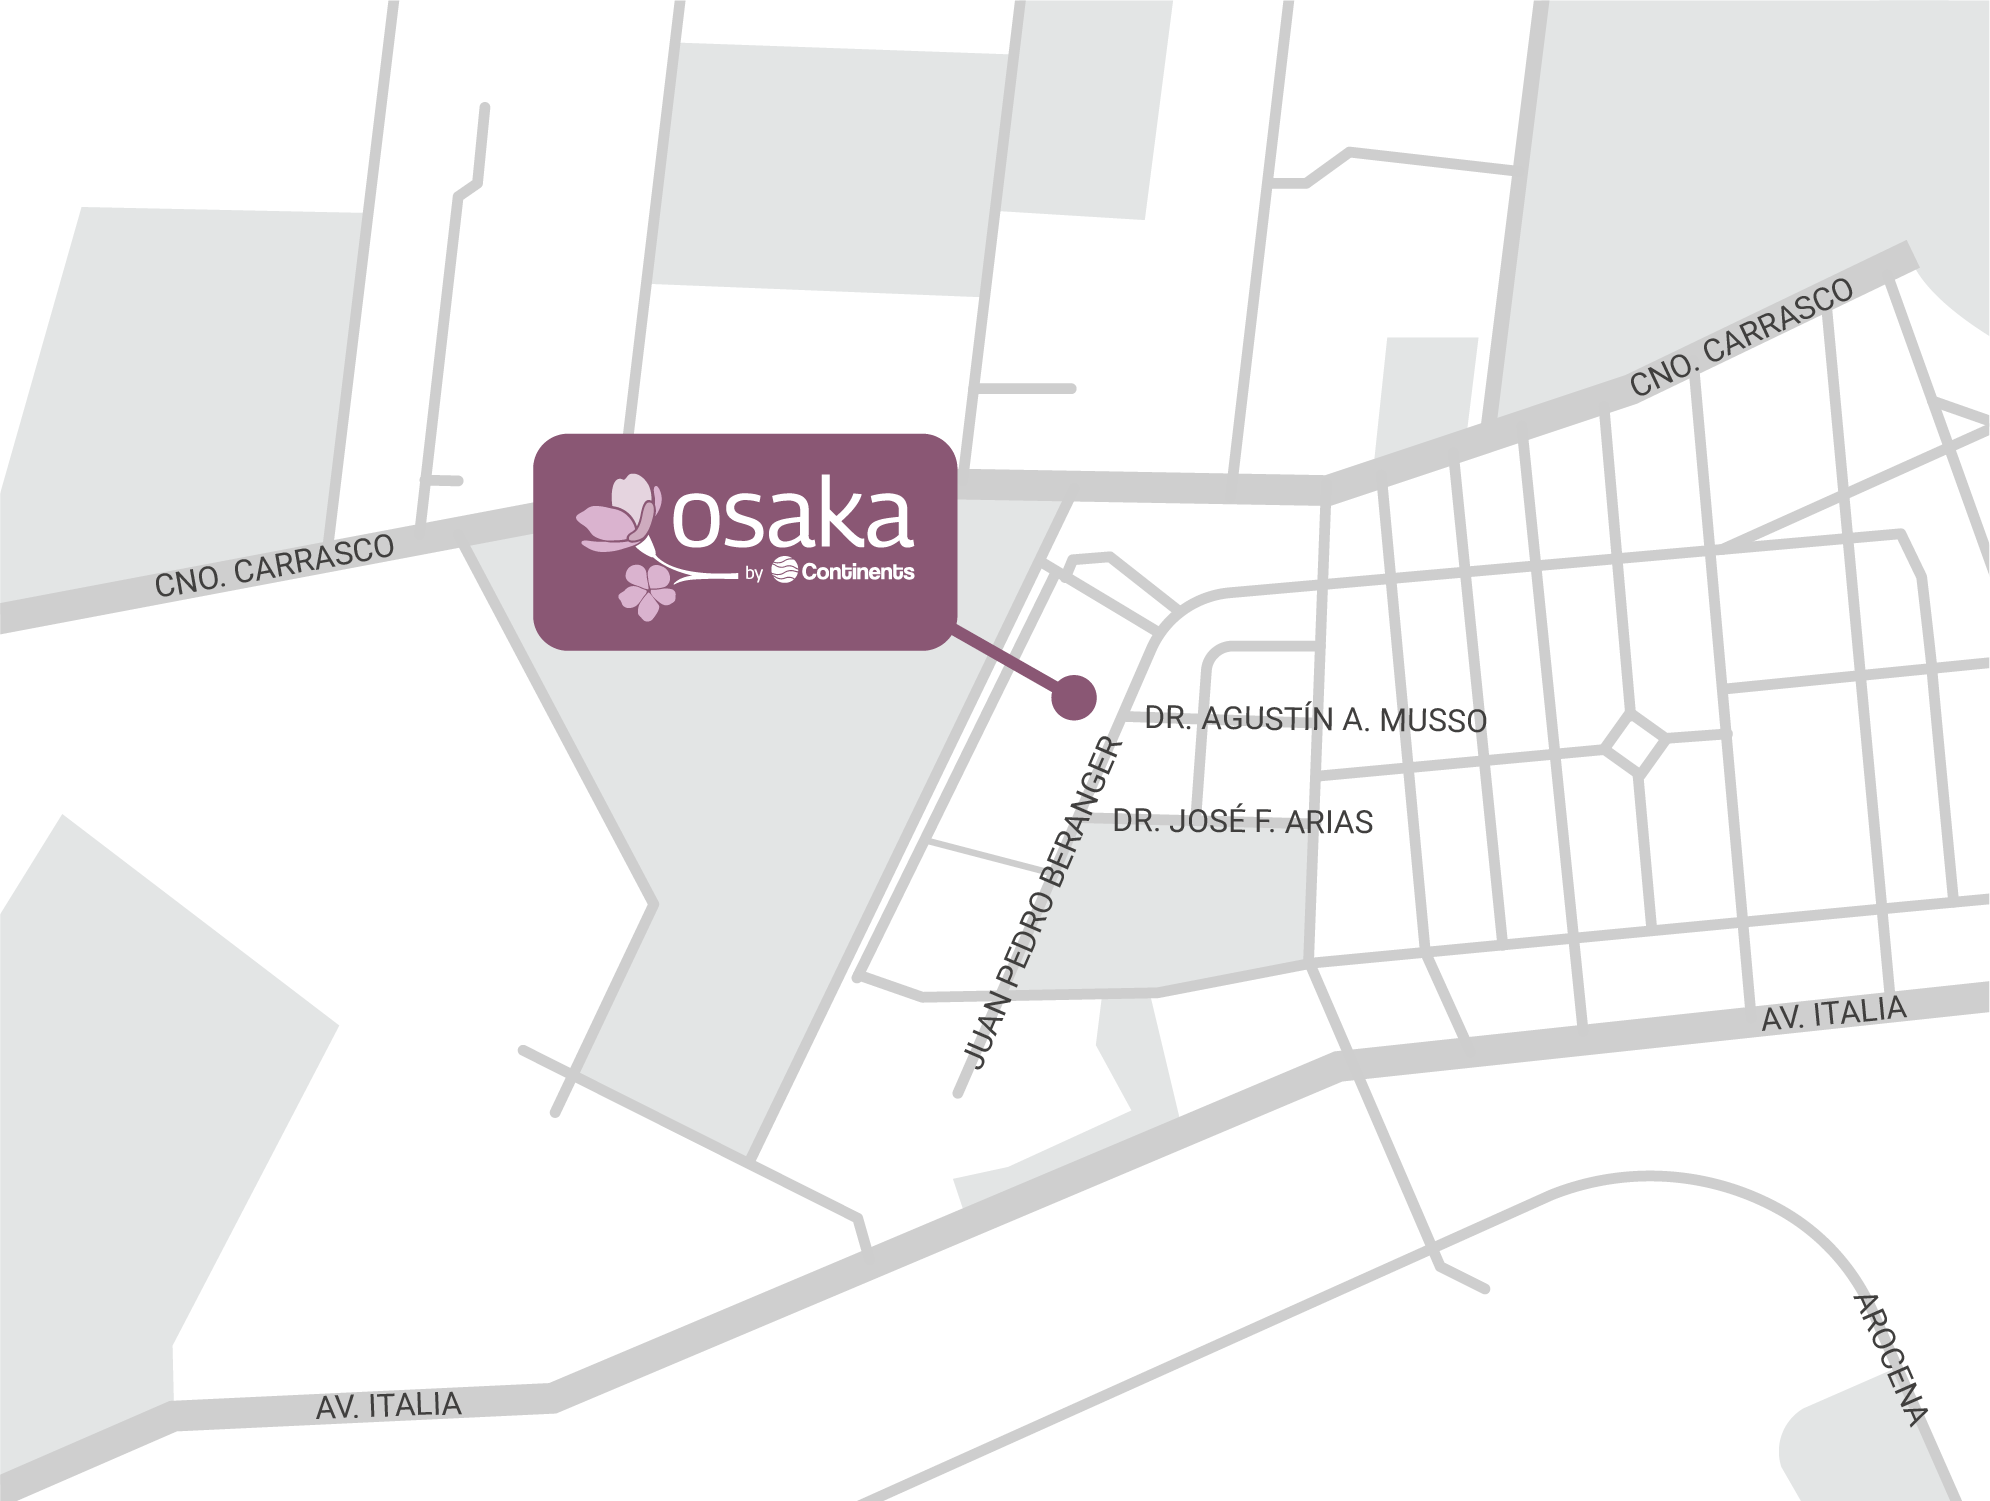 CNO. CARRASCO
CNO. CARRASCO
osaka
by Continents
DR. AGUSTÍN A. MUSSO
JUAN PEDRO BERANGER
DR. JOSÉ F. ARIAS
AV. ITALIA
AROCENA
AV. ITALIA